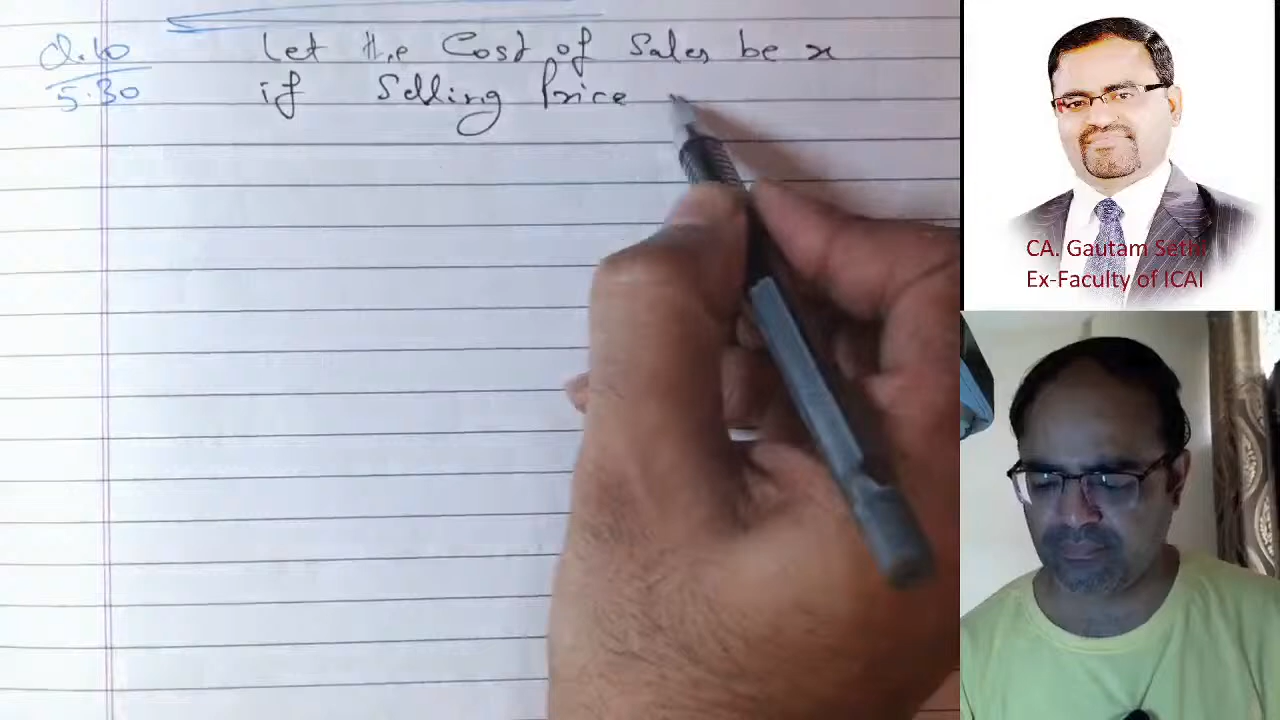 Q.10 Let the Cost of Sales be x
5.30 if Selling Price
CA. Gautam Sethi
Ex-Faculty of ICAI